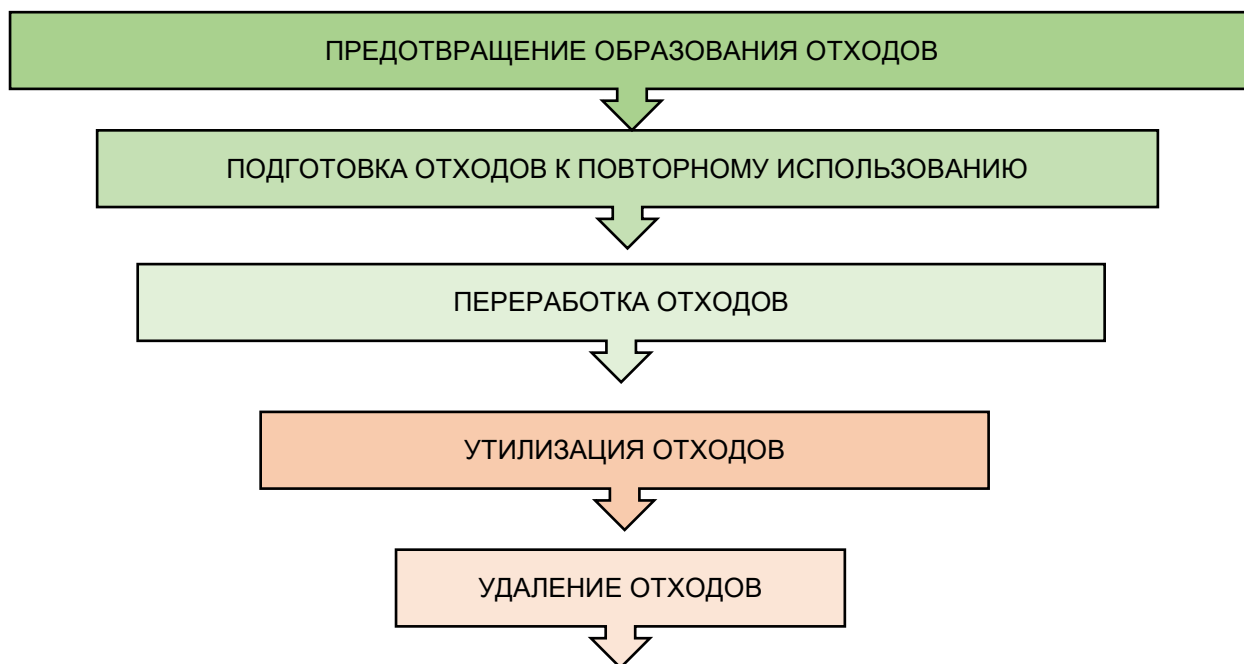 ПРЕДОТВРАЩЕНИЕ ОБРАЗОВАНИЯ ОТХОДОВ
ПОДГОТОВКА ОТХОДОВ К ПОВТОРНОМУ ИСПОЛЬЗОВАНИЮ
ПЕРЕРАБОТКА ОТХОДОВ
УТИЛИЗАЦИЯ ОТХОДОВ
УДАЛЕНИЕ ОТХОДОВ